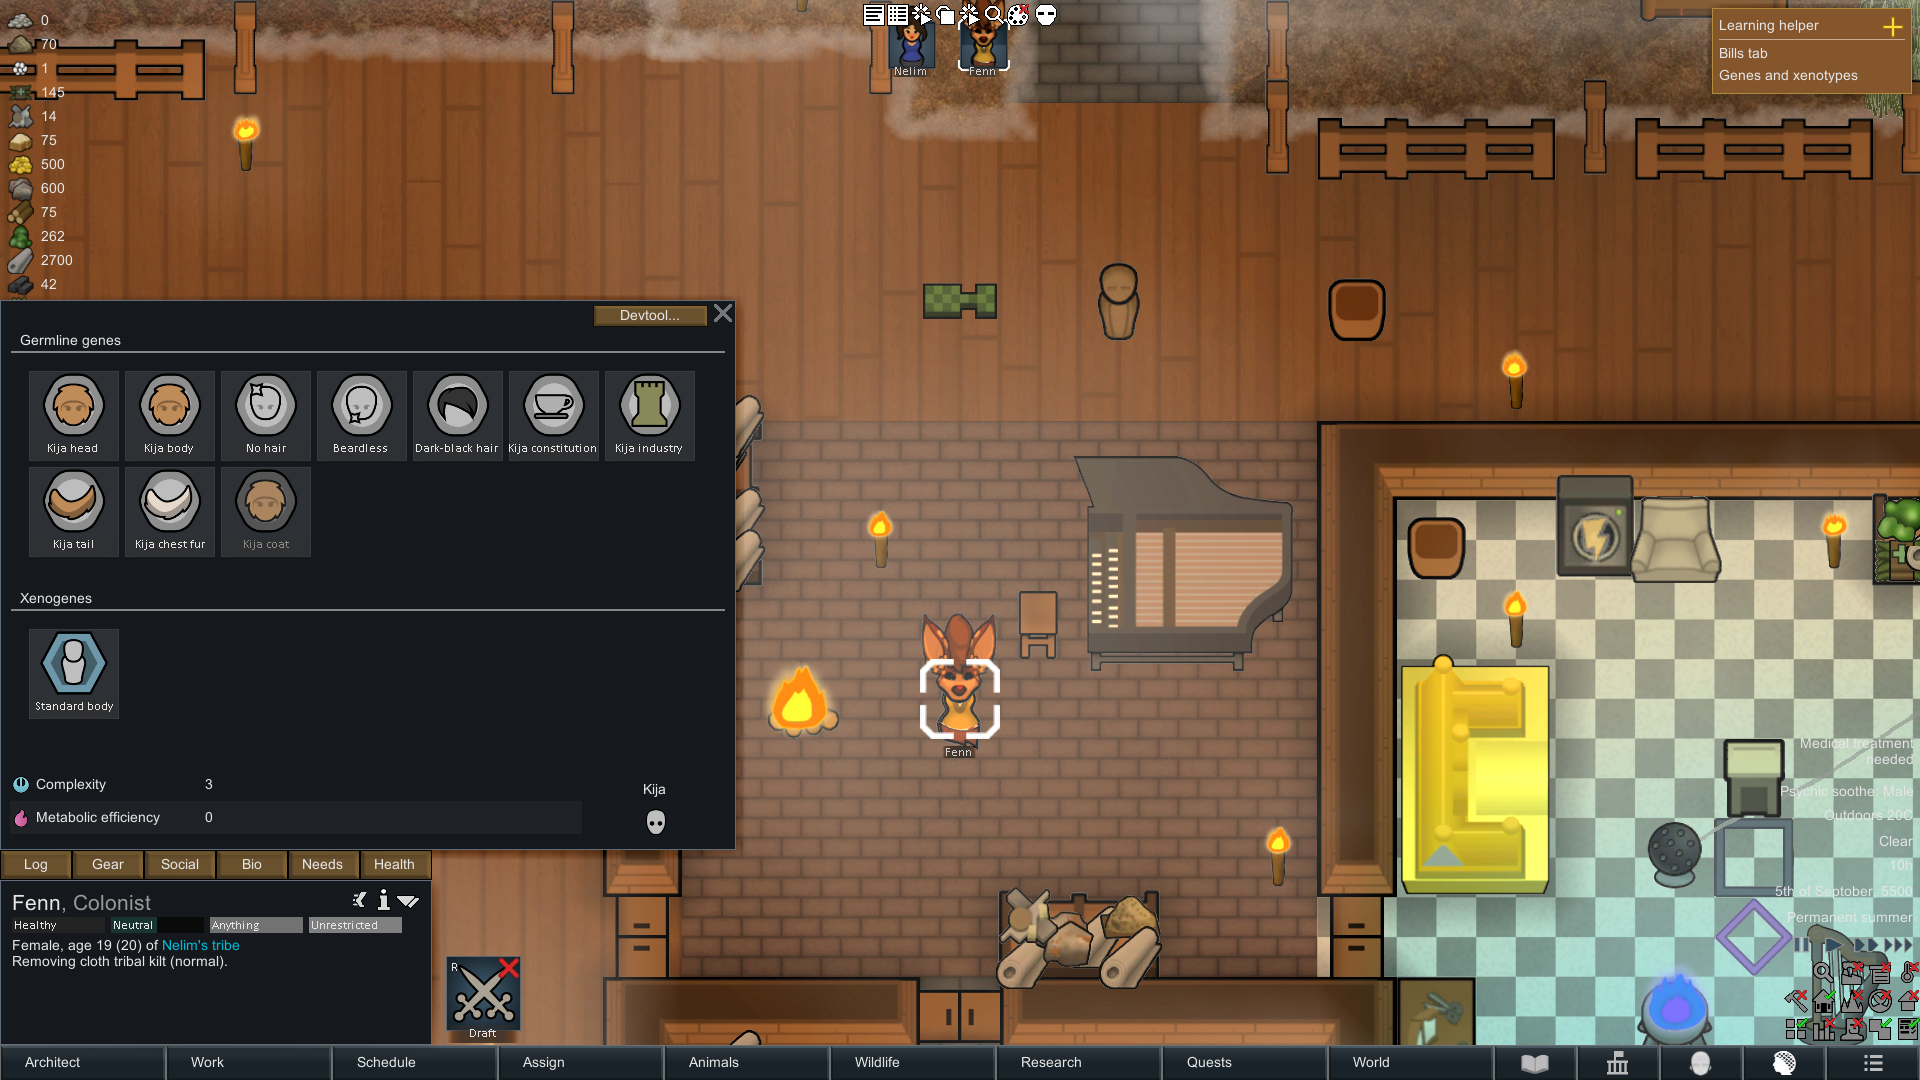 0
70
1
145
14
75
500
600
75
262
2700
42
Nelim
Fenn
Learning helper
Bills tab
Genes and xenotypes
Devtool...
Germline genes
Kija head
Kija body
No hair
Beardless
Dark-black hair
Kija constitution
Kija industry
Kija tail
Kija chest fur
Kija coat
Xenogenes
Standard body
Complexity 3
Metabolic efficiency 0
Kija
Fenn
Log
Gear
Social
Bio
Needs
Health
Fenn, Colonist
Healthy
Neutral
Anything
Unrestricted
Female, age 19 (20) of Nelim's tribe
Removing cloth tribal kilt (normal).
R
Draft
Medical treatment
needed
Psychic soothe: Male
Outdoors 20C
Clear
10h
5th of Septober, 5500
Permanent summer
Architect
Work
Schedule
Assign
Animals
Wildlife
Research
Quests
World